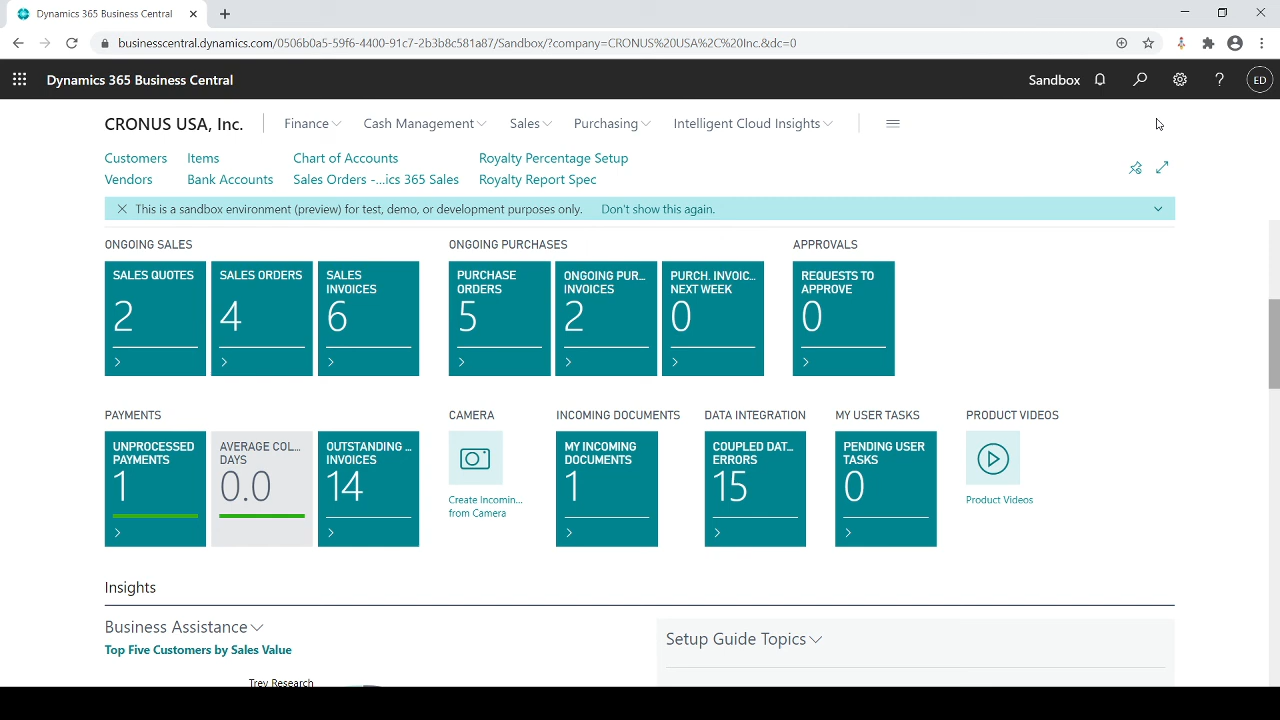 Dynamics 365 Business Central
businesscentral.dynamics.com/0506b0a5-59f6-4400-91c7-2b3b8c581a87/Sandbox/?company=CRONUS%20USA%2C%20Inc.&dc=0
Dynamics 365 Business Central
Sandbox
ED
CRONUS USA, Inc.
Finance
Cash Management
Sales
Purchasing
Intelligent Cloud Insights
Customers
Items
Chart of Accounts
Royalty Percentage Setup
Vendors
Bank Accounts
Sales Orders -...ics 365 Sales
Royalty Report Spec
This is a sandbox environment (preview) for test, demo, or development purposes only. Don't show this again.
ONGOING SALES
ONGOING PURCHASES
APPROVALS
SALES QUOTES
2
SALES ORDERS
4
SALES
INVOICES
6
PURCHASE
ORDERS
5
ONGOING PUR...
INVOICES
2
PURCH. INVOIC...
NEXT WEEK
0
REQUESTS TO
APPROVE
0
PAYMENTS
CAMERA
INCOMING DOCUMENTS
DATA INTEGRATION
MY USER TASKS
PRODUCT VIDEOS
UNPROCESSED
PAYMENTS
1
AVERAGE COL...
DAYS
0.0
OUTSTANDING ...
INVOICES
14
Create Incomin...
from Camera
MY INCOMING
DOCUMENTS
1
COUPLED DAT...
ERRORS
15
PENDING USER
TASKS
0
Product Videos
Insights
Business Assistance
Top Five Customers by Sales Value
Setup Guide Topics
Trey Research